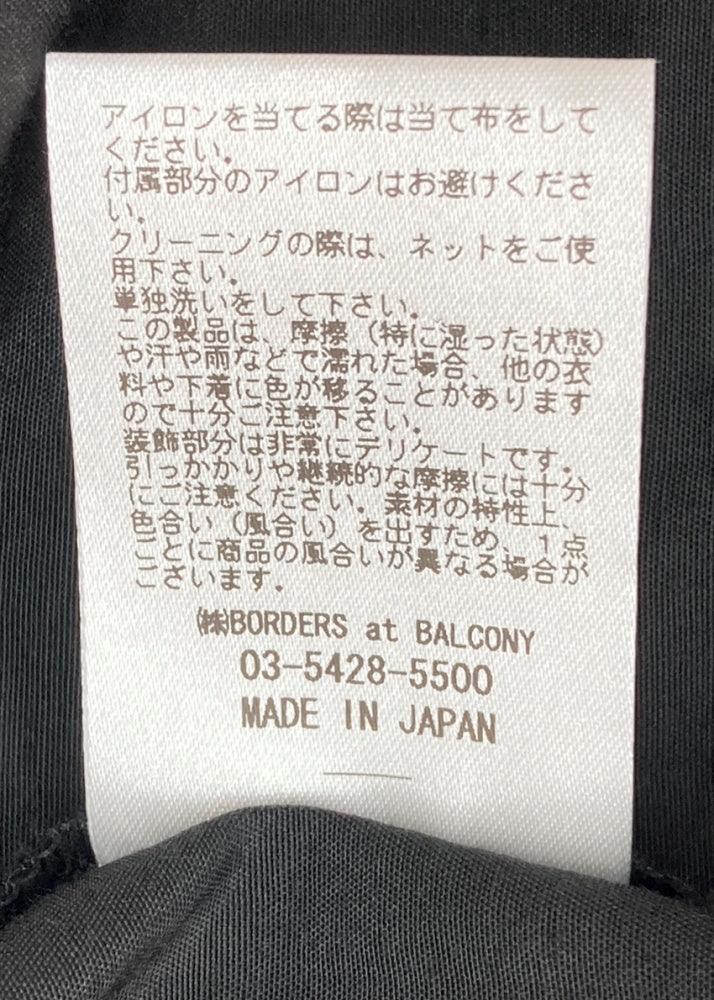 アイロンを当てる際は当て布をして
ください。
付属部分のアイロンはお避けくださ
い。
クリーニングの際は、ネットをご使
用下さい。
単独洗いをして下さい。
この製品は、摩擦（特に湿った状態）
や汗や雨などで濡れた場合、他の衣
料や下着に色が移ることがあります
ので十分ご注意下さい。
装飾部分は非常にデリケートです。
引っかかりや継続的な摩擦には十分
にご注意ください。素材の特性上、
色合い（風合い）を出すため、1点
ごとに商品の風合いが異なる場合が
ございます。
㈱BORDERS at BALCONY
03-5428-5500
MADE IN JAPAN